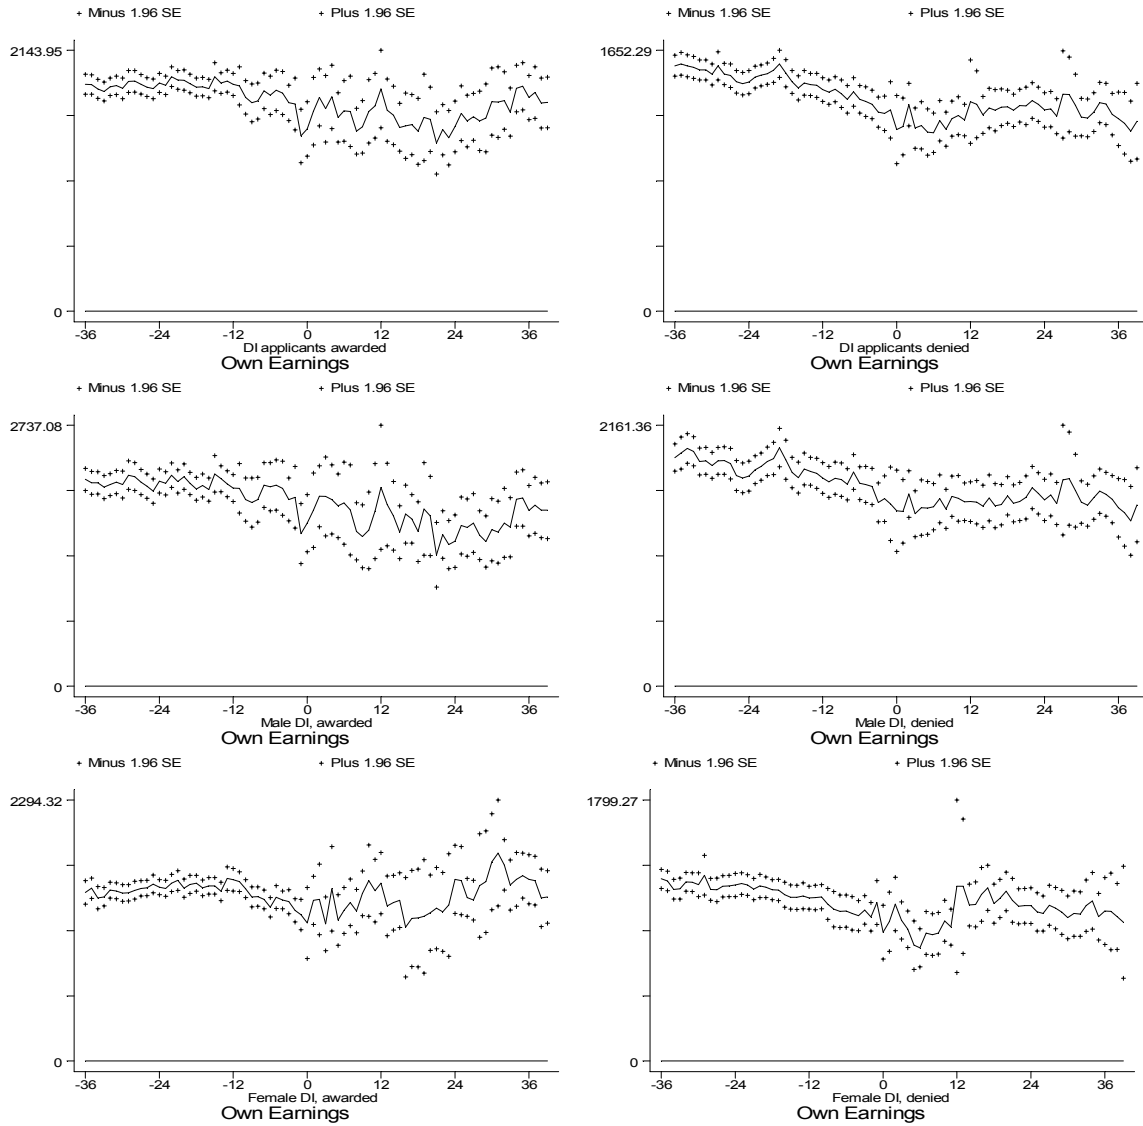 + Minus 1.96 SE + Plus 1.96 SE
2143.95
0
-36 -24 -12 0 12 24 36
DI applicants awarded
Own Earnings
+ Minus 1.96 SE + Plus 1.96 SE
1652.29
0
-36 -24 -12 0 12 24 36
DI applicants denied
Own Earnings
+ Minus 1.96 SE + Plus 1.96 SE
2737.08
0
-36 -24 -12 0 12 24 36
Male DI, awarded
Own Earnings
+ Minus 1.96 SE + Plus 1.96 SE
2161.36
0
-36 -24 -12 0 12 24 36
Male DI, denied
Own Earnings
+ Minus 1.96 SE + Plus 1.96 SE
2294.32
0
-36 -24 -12 0 12 24 36
Female DI, awarded
Own Earnings
+ Minus 1.96 SE + Plus 1.96 SE
1799.27
0
-36 -24 -12 0 12 24 36
Female DI, denied
Own Earnings